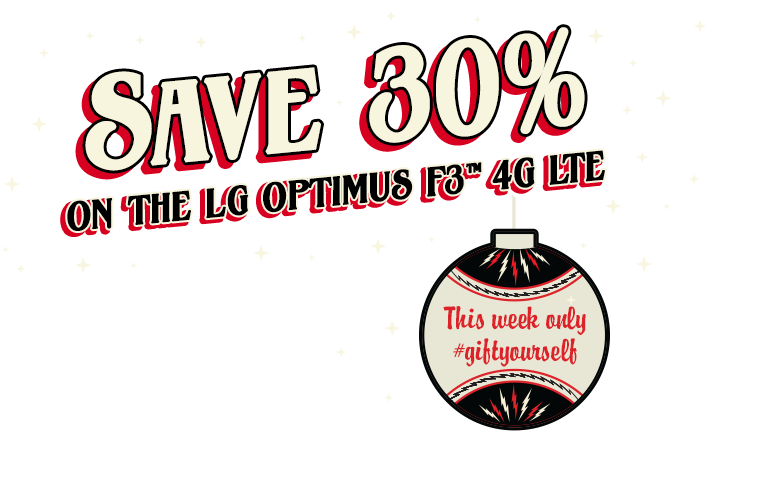 SAVE 30%
ON THE LG OPTIMUS F3™ 4G LTE
This week only
#giftyourself